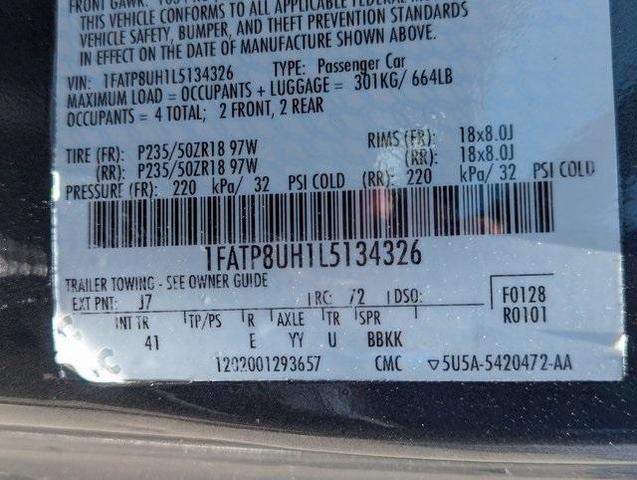 THIS VEHICLE CONFORMS TO ALL APPLICABLE FEDERAL
VEHICLE SAFETY, BUMPER, AND THEFT PREVENTION STANDARDS
IN EFFECT ON THE DATE OF MANUFACTURE SHOWN ABOVE.
VIN: 1FATP8UH1L5134326 TYPE: Passenger Car
MAXIMUM LOAD = OCCUPANTS + LUGGAGE = 301KG/ 664LB
OCCUPANTS = 4 TOTAL; 2 FRONT, 2 REAR
TIRE (FR): P235/50ZR18 97W RIMS (FR): 18x8.0J
(RR): P235/50ZR18 97W (RR): 18x8.0J
PRESSURE (FR): 220 kPa/ 32 PSI COLD (RR): 220 kPa/ 32 PSI COLD
1FATP8UH1L5134326
TRAILER TOWING - SEE OWNER GUIDE
EXT PNT: J7 RC: 72 DSO: F0128
R0101
INT TR TP/PS R AXLE TR SPR
41 E YY U BBKK
1202001293657 CMC ▽5U5A-5420472-AA